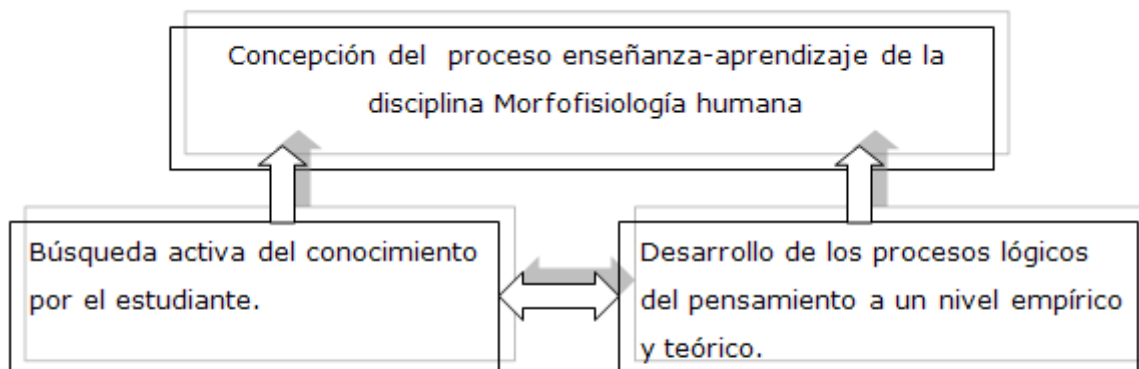 Concepción del  proceso enseñanza-aprendizaje de la
disciplina Morfofisiología humana
Búsqueda activa del conocimiento
por el estudiante.
Desarrollo de los procesos lógicos
del pensamiento a un nivel empírico
y teórico.